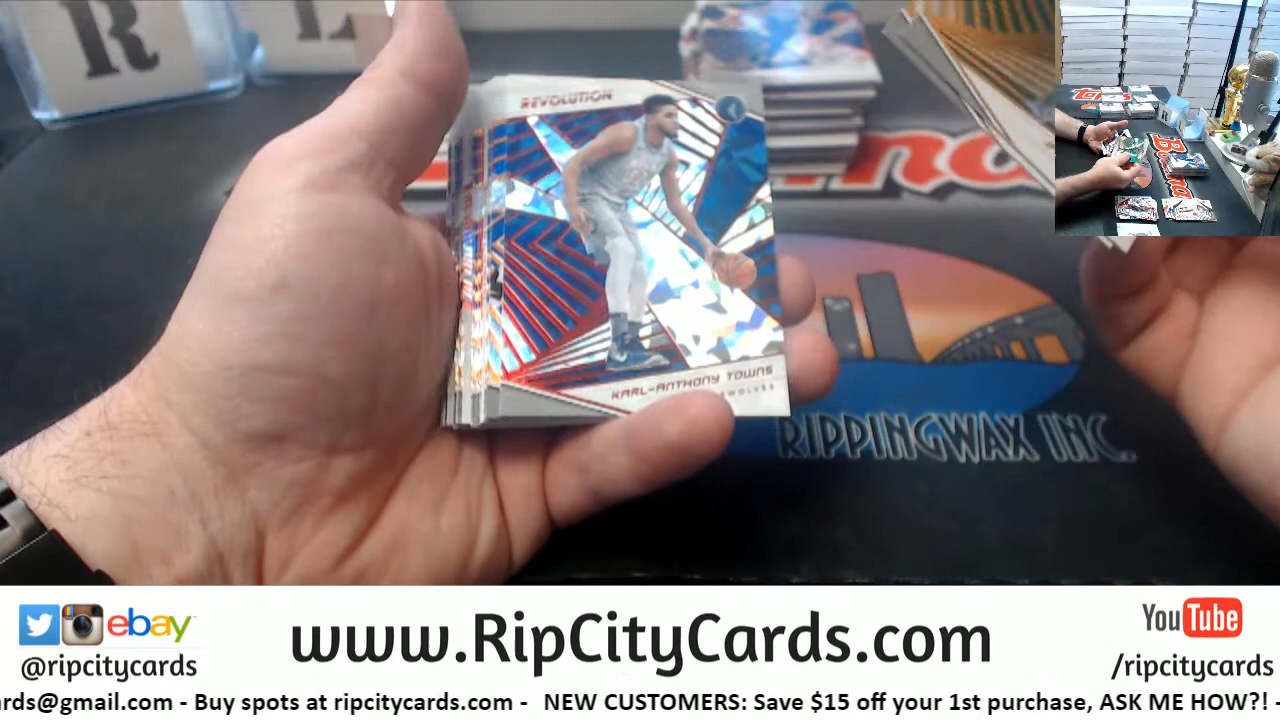 R
REVOLUTION
KARL-ANTHONY TOWNS
RIPPINGWAX INC.
ebay
www.RipCityCards.com
YouTube
@ripcitycards
/ripcitycards
ards@gmail.com - Buy spots at ripcitycards.com - NEW CUSTOMERS: Save $15 off your 1st purchase, ASK ME HOW?! -